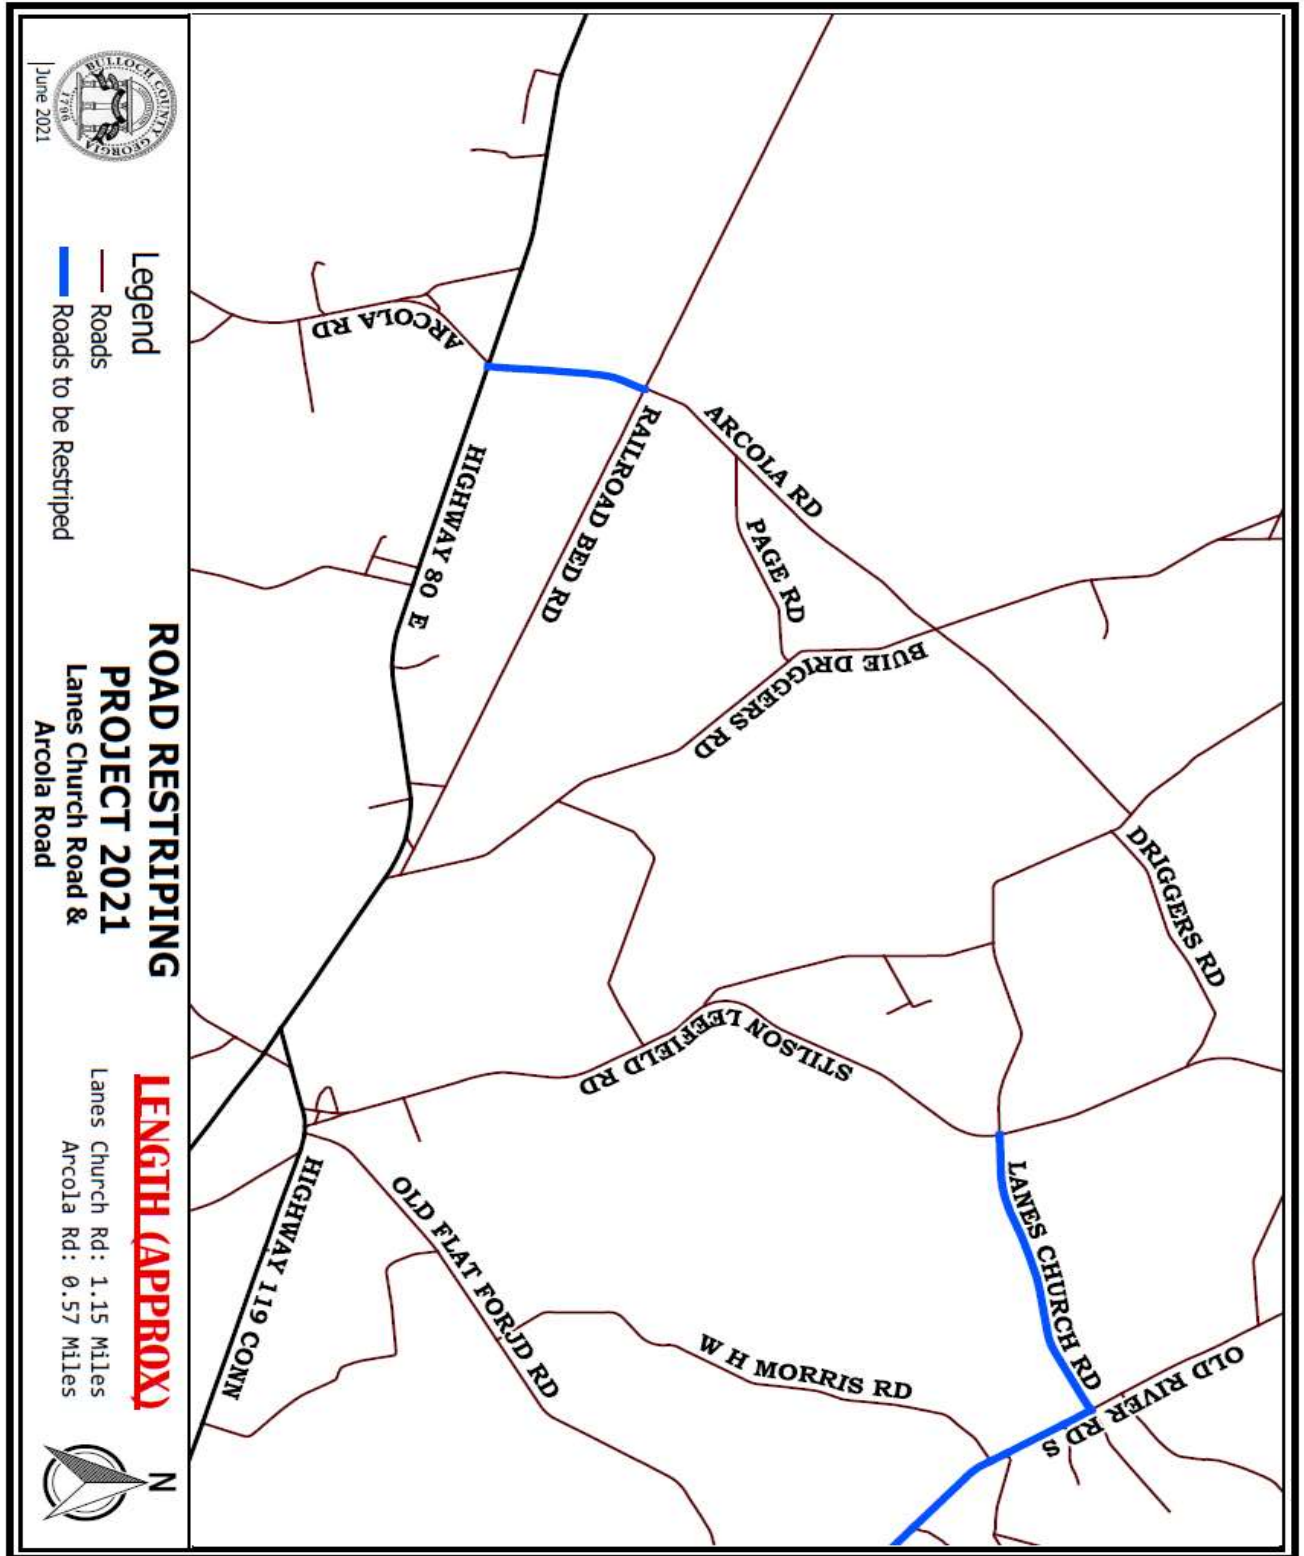 ARCOLA RD
HIGHWAY 80 E
RAILROAD BED RD
ARCOLA RD
PAGE RD
BUIE DRIGGERS RD
DRIGGERS RD
STILSON LEEFIELD RD
LANES CHURCH RD
OLD RIVER RD S
W H MORRIS RD
OLD FLAT FORJD RD
HIGHWAY 119 CONN
BULLOCH COUNTY GEORGIA
1796
June 2021
Legend
Roads
Roads to be Restriped
ROAD RESTRIPING
PROJECT 2021
Lanes Church Road &
Arcola Road
LENGTH (APPROX)
Lanes Church Rd: 1.15 Miles
Arcola Rd: 0.57 Miles
N